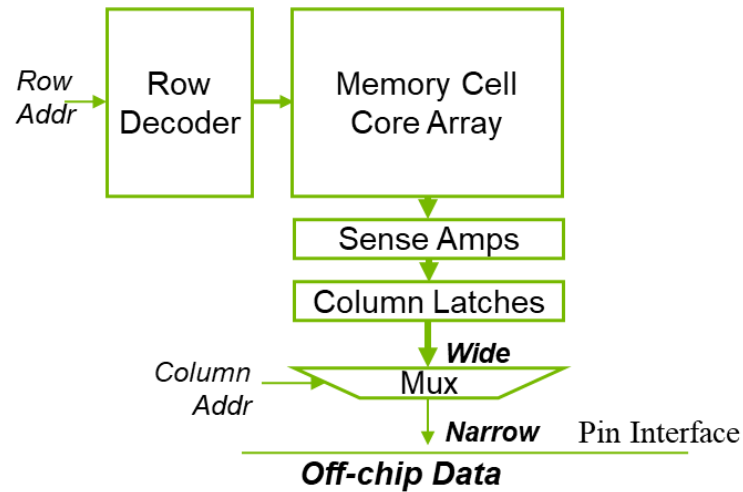 Row
Addr
Row
Decoder
Memory Cell
Core Array
Sense Amps
Column Latches
Wide
Column
Addr
Mux
Narrow
Pin Interface
Off-chip Data